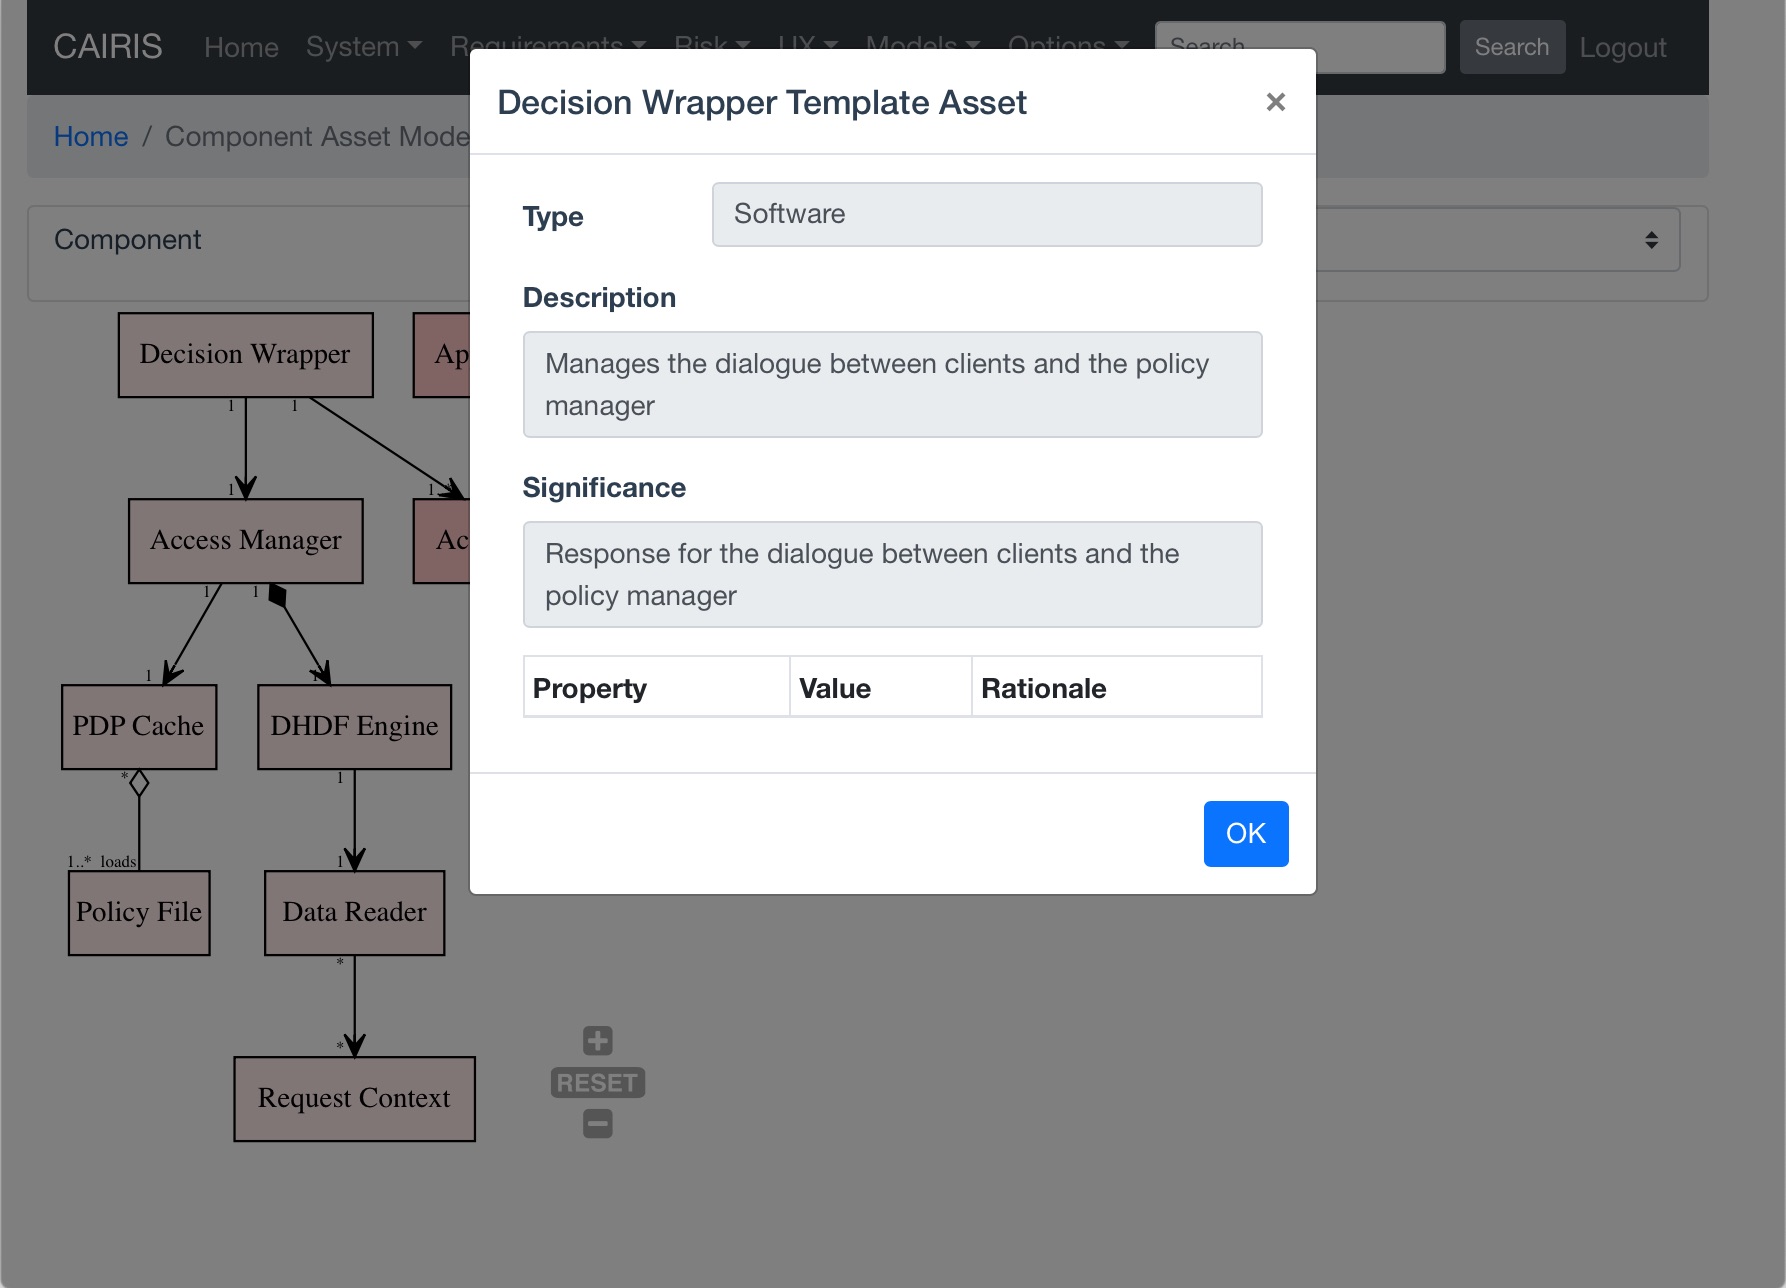 CAIRIS Home System Requirements Risk UX Models Options Search Search Logout
Decision Wrapper Template Asset ×
Home / Component Asset Mode
Type Software
Component
Description
Manages the dialogue between clients and the policy
manager
Decision Wrapper Ap
1 1
1 1
Significance
Access Manager Ac
Response for the dialogue between clients and the
policy manager
1 1
1 1
Property Value Rationale
PDP Cache DHDF Engine
* 1
OK
1..* loads 1
Policy File Data Reader
*
*
RESET
Request Context